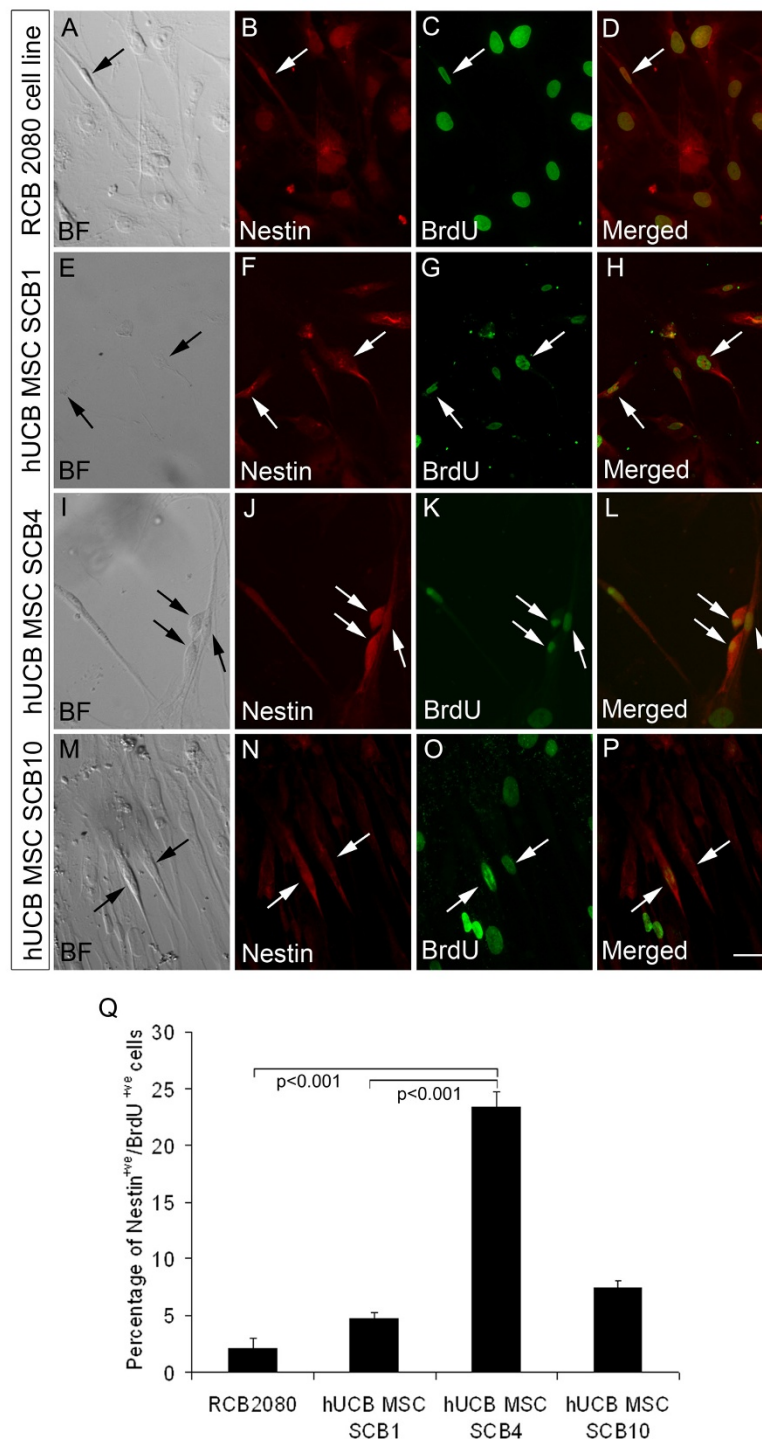 RCB 2080 cell line
A
BF
B
Nestin
C
BrdU
D
Merged
hUCB MSC SCB1
E
BF
F
Nestin
G
BrdU
H
Merged
hUCB MSC SCB4
I
BF
J
Nestin
K
BrdU
L
Merged
hUCB MSC SCB10
M
BF
N
Nestin
O
BrdU
P
Merged
Q
Percentage of Nestin+ve/BrdU +ve cells
30
25
20
15
10
5
0
p<0.001
p<0.001
RCB2080
hUCB MSC
SCB1
hUCB MSC
SCB4
hUCB MSC
SCB10